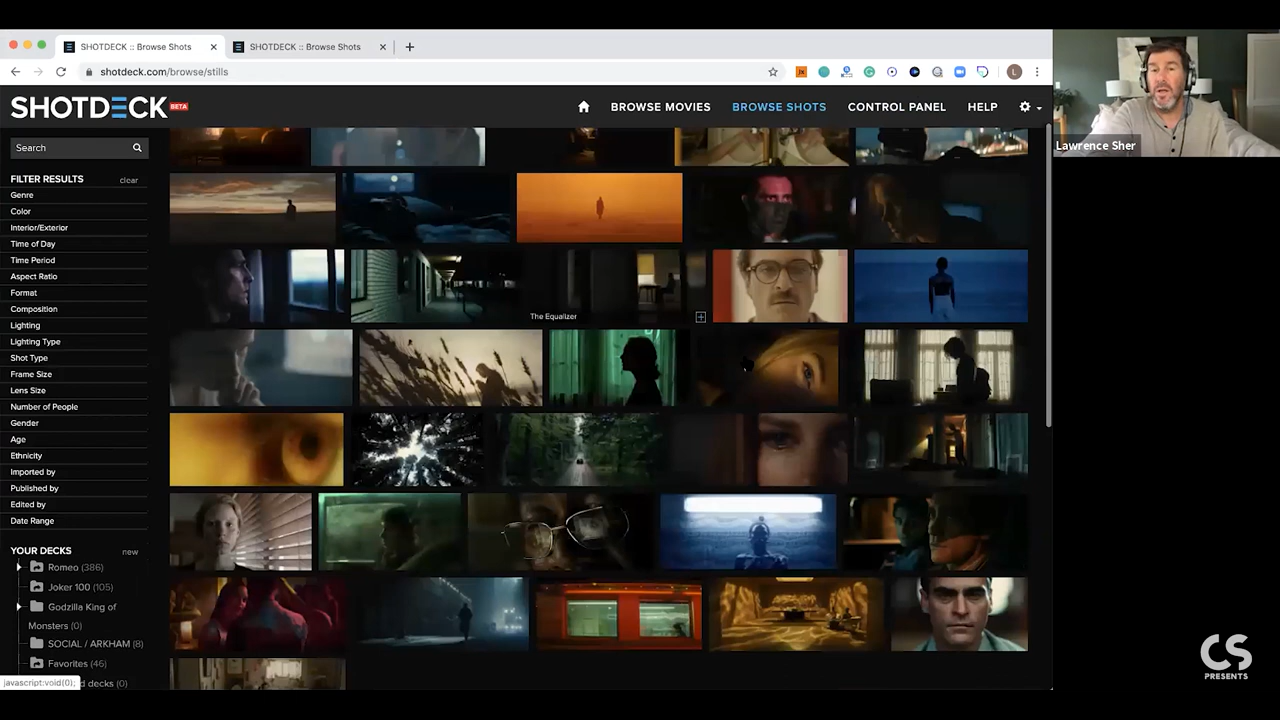 SHOTDECK :: Browse Shots
SHOTDECK :: Browse Shots
shotdeck.com/browse/stills
L
SHOTDECK BETA
BROWSE MOVIES
BROWSE SHOTS
CONTROL PANEL
HELP
Search
FILTER RESULTS
clear
Genre
Color
Interior/Exterior
Time of Day
Time Period
Aspect Ratio
Format
Composition
Lighting
Lighting Type
Shot Type
Frame Size
Lens Size
Number of People
Gender
Age
Ethnicity
Imported by
Published by
Edited by
Date Range
YOUR DECKS
new
Romeo (386)
Joker 100 (105)
Godzilla King of
Monsters (0)
SOCIAL / ARKHAM (8)
Favorites (46)
d decks (0)
javascript:void(0);
The Equalizer
Lawrence Sher
CS
PRESENTS